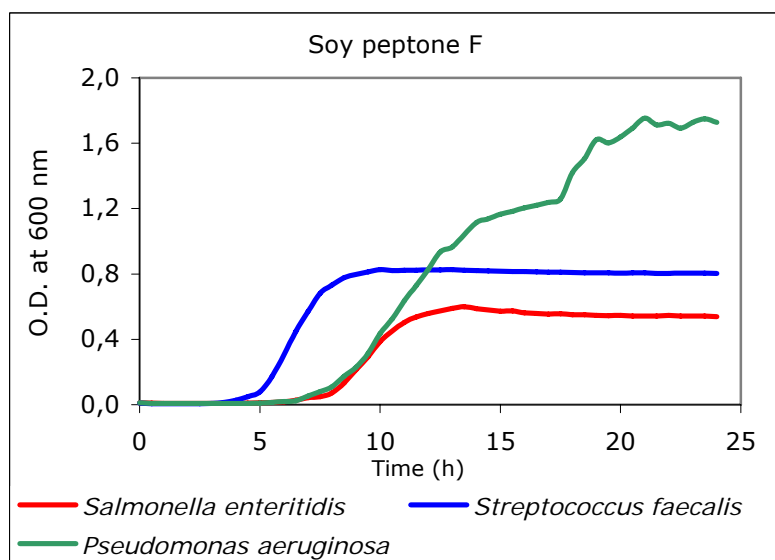 Soy peptone F
2,0
1,6
1,2
0,8
0,4
0,0
O.D. at 600 nm
0 5 10 15 20 25
Time (h)
Salmonella enteritidis Streptococcus faecalis
Pseudomonas aeruginosa